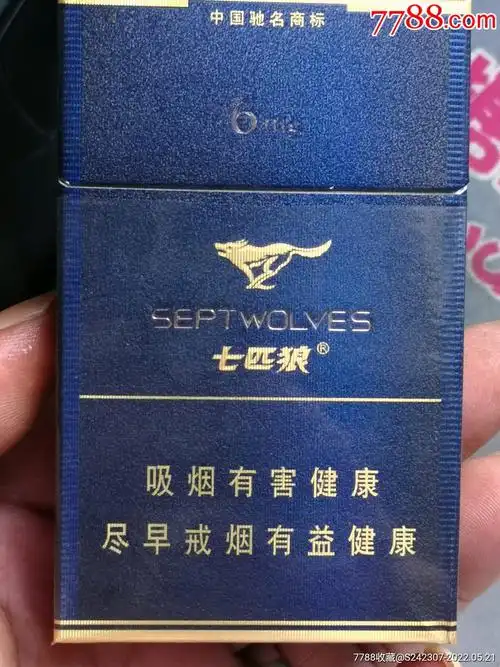 7788.com
中国驰名商标
6mg
SEPTWOLVES
七匹狼®
吸烟有害健康
尽早戒烟有益健康
7788收藏@S242307-2022.05.21